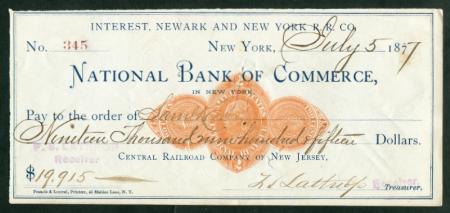 INTEREST, NEWARK AND NEW YORK R. R. CO.
No. 345 NEW YORK, July 5 1877
NATIONAL BANK OF COMMERCE,
IN NEW YORK.
Pay to the order of
Nineteen Thousand nine hundred & fifteen Dollars.
Receiver
CENTRAL RAILROAD COMPANY OF NEW JERSEY,
$19.915— F. S. Lathrop Receiver Treasurer.